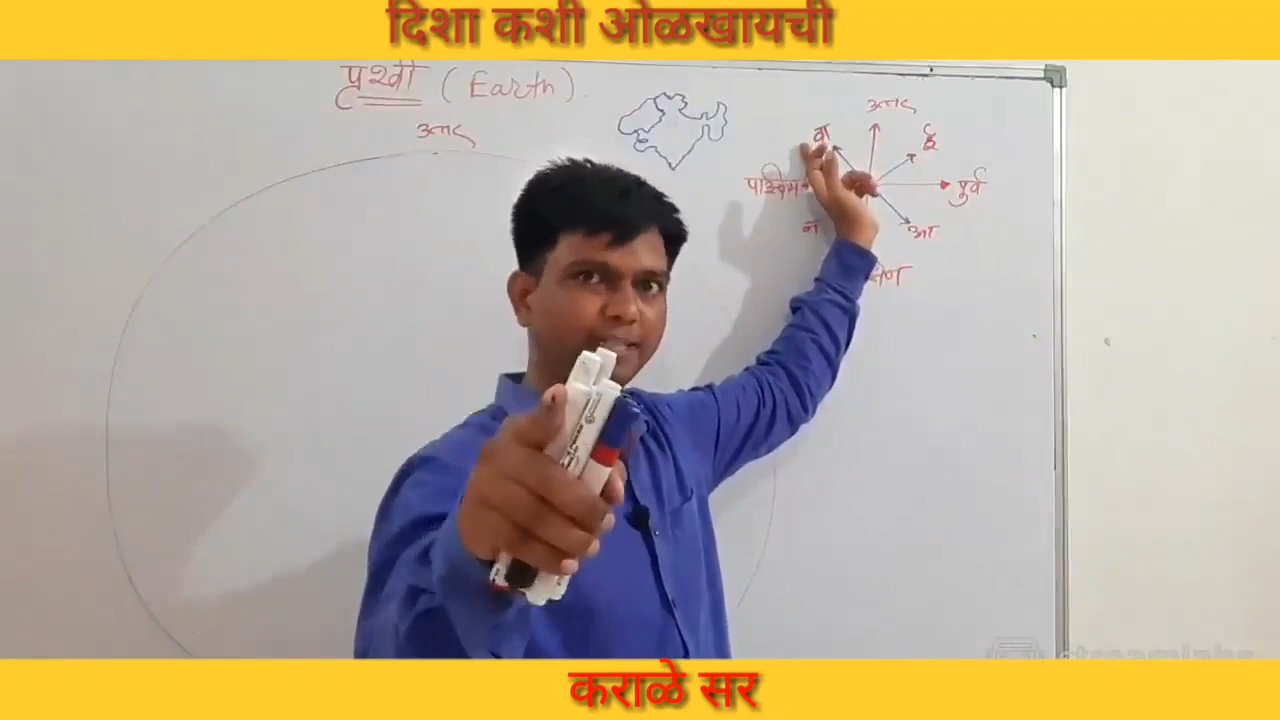 दिशा कशी ओळखायची
पृथ्वी (Earth)
उत्तर
उत्तर
वा
ई
पश्चिम
पुर्व
न
आ
कराळे सर